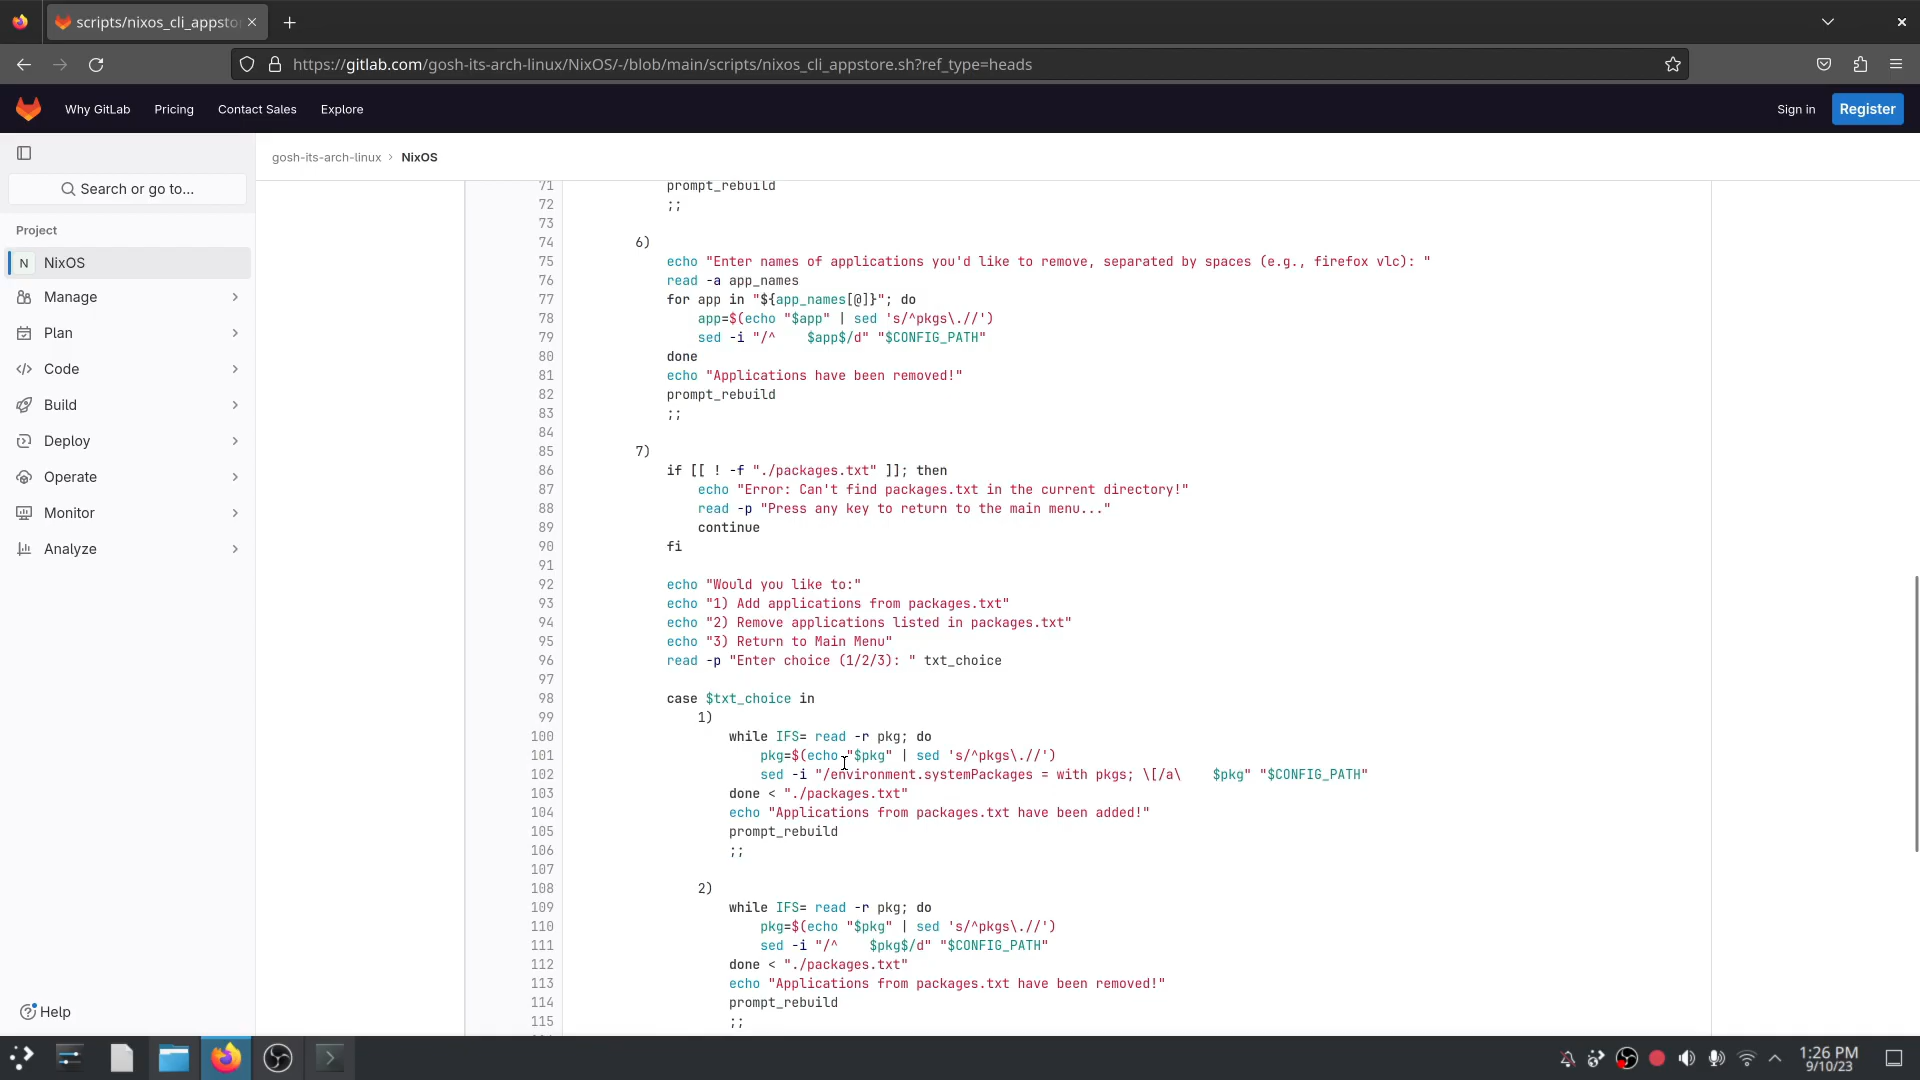 scripts/nixos_cli_appsto
https://gitlab.com/gosh-its-arch-linux/NixOS/-/blob/main/scripts/nixos_cli_appstore.sh?ref_type=heads
Why GitLab Pricing Contact Sales Explore Sign in Register
gosh-its-arch-linux › NixOS
Search or go to...
Project
N NixOS
Manage
Plan
Code
Build
Deploy
Operate
Monitor
Analyze
Help
71 prompt_rebuild
72 ;;
73
74 6)
75 echo "Enter names of applications you'd like to remove, separated by spaces (e.g., firefox vlc): "
76 read -a app_names
77 for app in "${app_names[@]}"; do
78 app=$(echo "$app" | sed 's/^pkgs\.//')
79 sed -i "/^    $app$/d" "$CONFIG_PATH"
80 done
81 echo "Applications have been removed!"
82 prompt_rebuild
83 ;;
84
85 7)
86 if [[ ! -f "./packages.txt" ]]; then
87 echo "Error: Can't find packages.txt in the current directory!"
88 read -p "Press any key to return to the main menu..."
89 continue
90 fi
91
92 echo "Would you like to:"
93 echo "1) Add applications from packages.txt"
94 echo "2) Remove applications listed in packages.txt"
95 echo "3) Return to Main Menu"
96 read -p "Enter choice (1/2/3): " txt_choice
97
98 case $txt_choice in
99 1)
100 while IFS= read -r pkg; do
101 pkg=$(echo "$pkg" | sed 's/^pkgs\.//')
102 sed -i "/environment.systemPackages = with pkgs; \[/a\    $pkg" "$CONFIG_PATH"
103 done < "./packages.txt"
104 echo "Applications from packages.txt have been added!"
105 prompt_rebuild
106 ;;
107
108 2)
109 while IFS= read -r pkg; do
110 pkg=$(echo "$pkg" | sed 's/^pkgs\.//')
111 sed -i "/^    $pkg$/d" "$CONFIG_PATH"
112 done < "./packages.txt"
113 echo "Applications from packages.txt have been removed!"
114 prompt_rebuild
115 ;;
1:26 PM
9/10/23